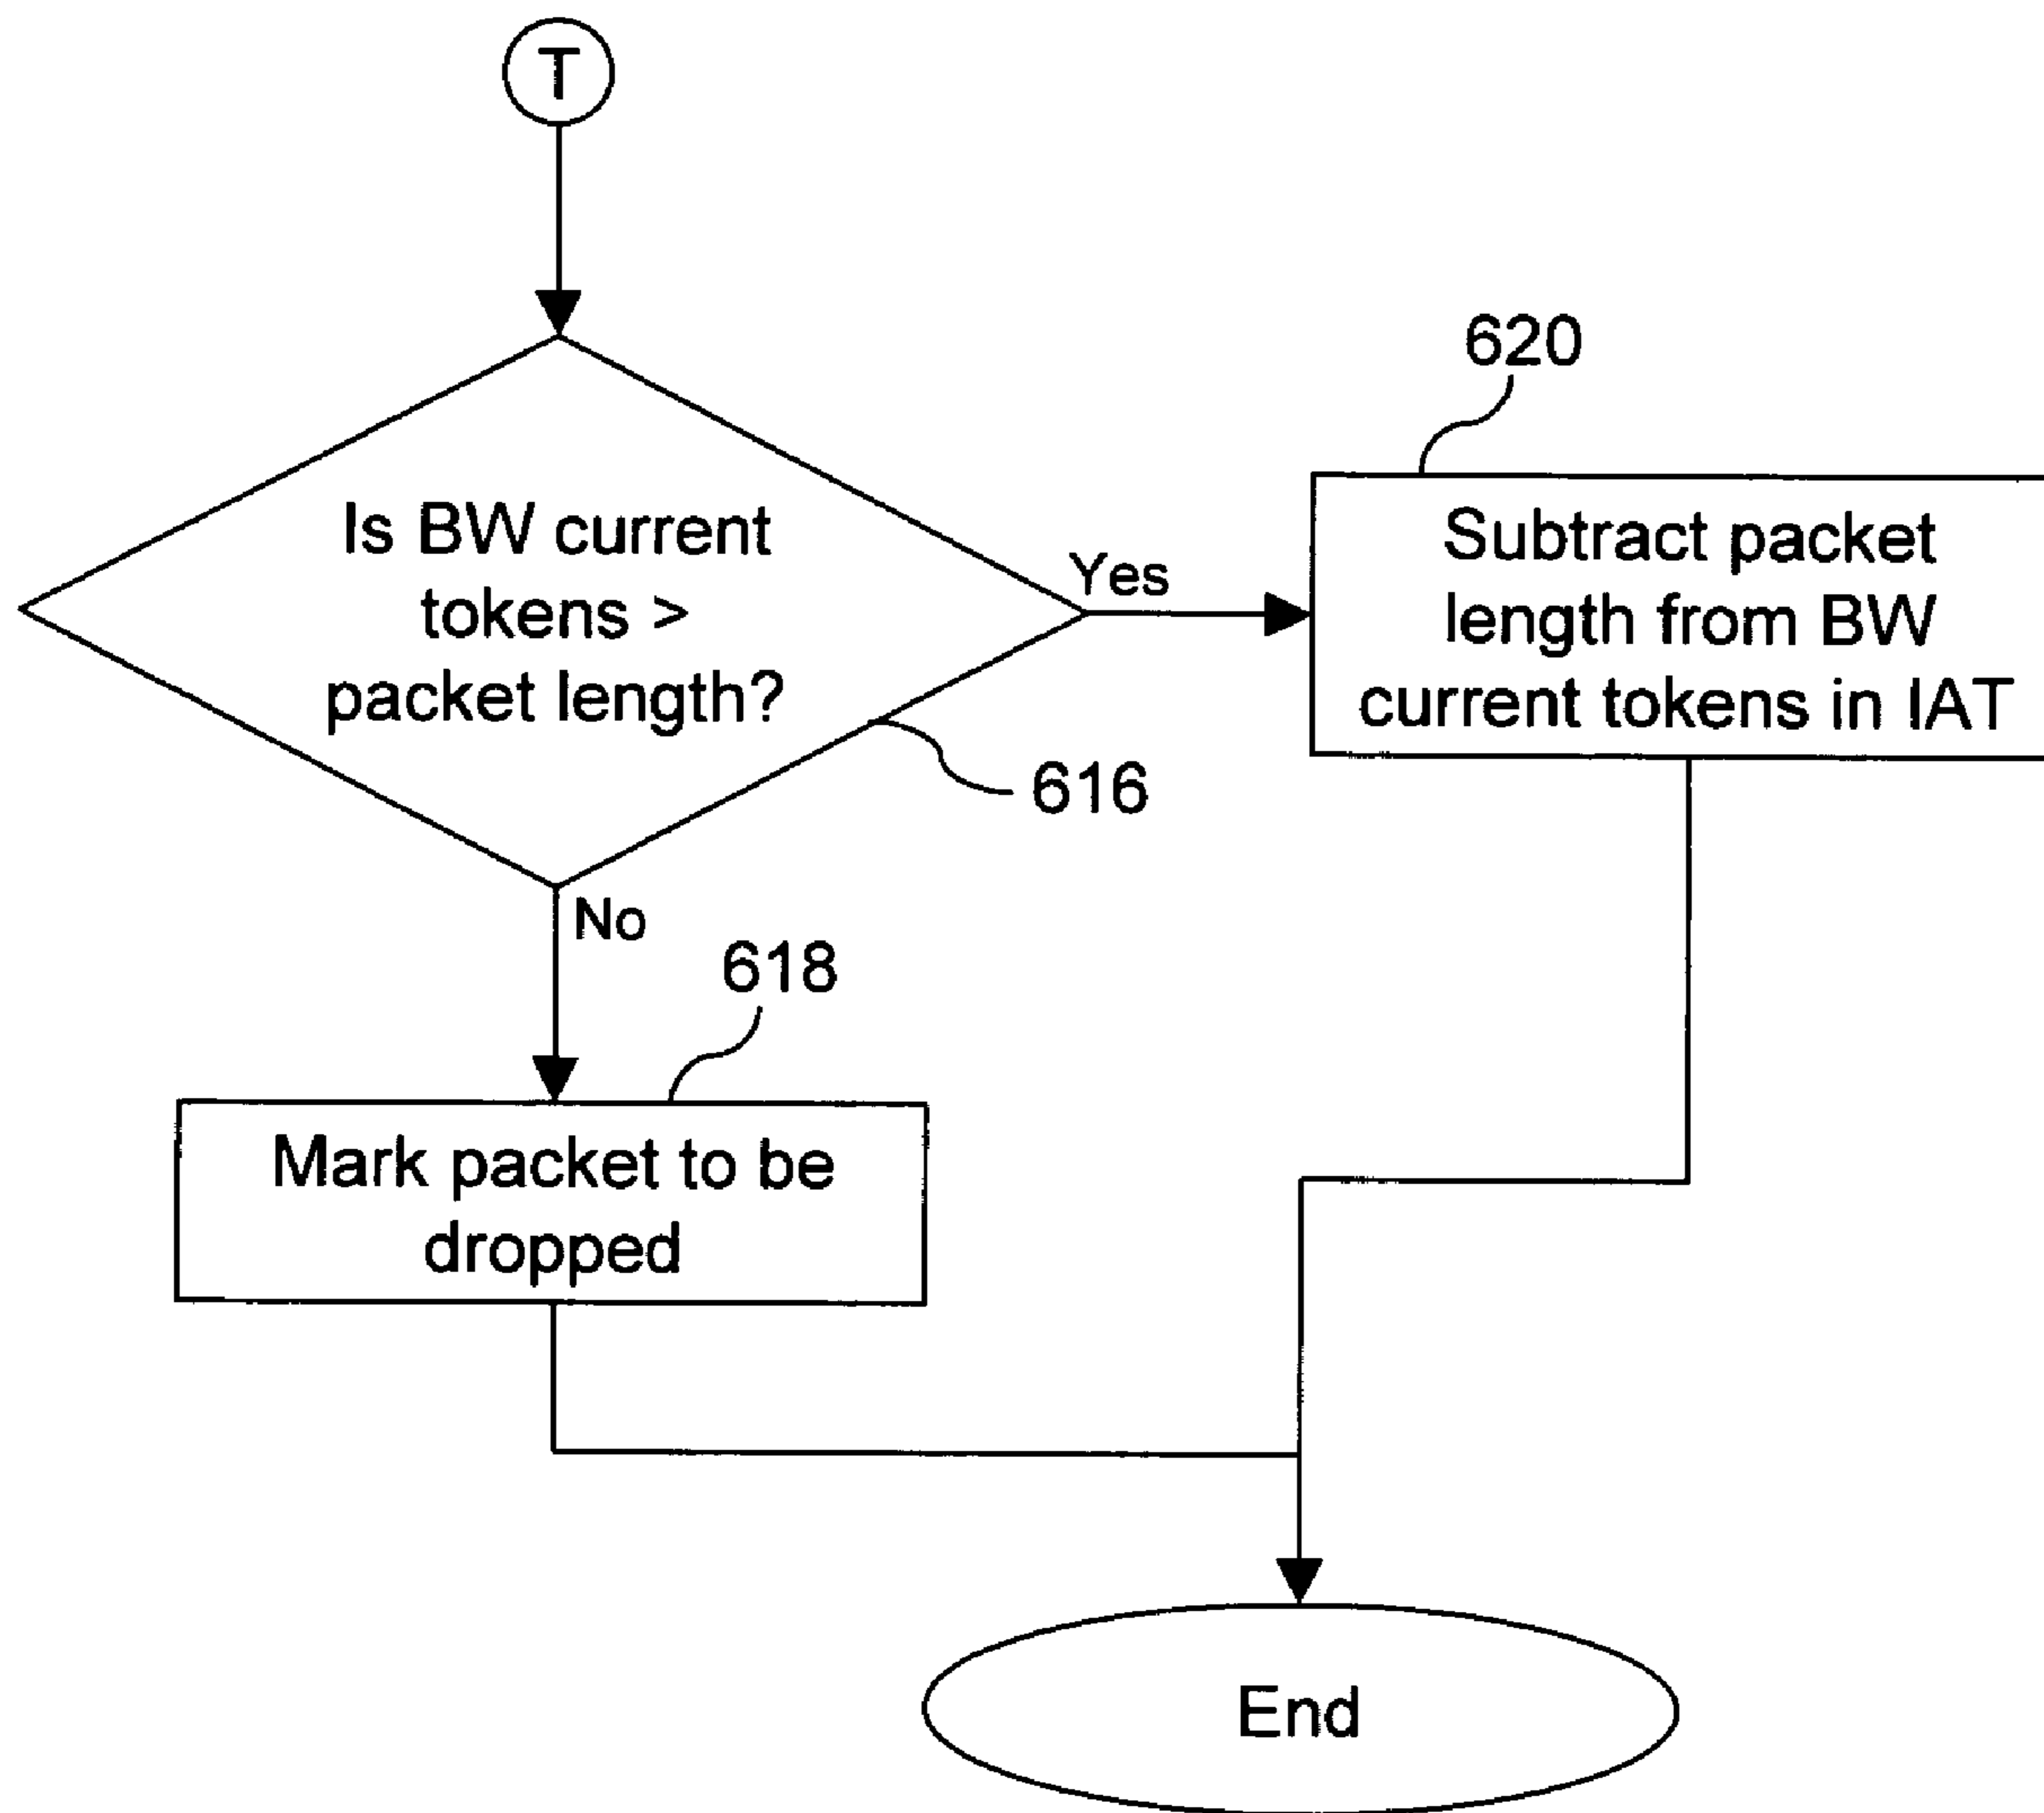 T
Is BW current
tokens >
packet length?
Yes
620
Subtract packet
length from BW
current tokens in IAT
616
No
618
Mark packet to be
dropped
End